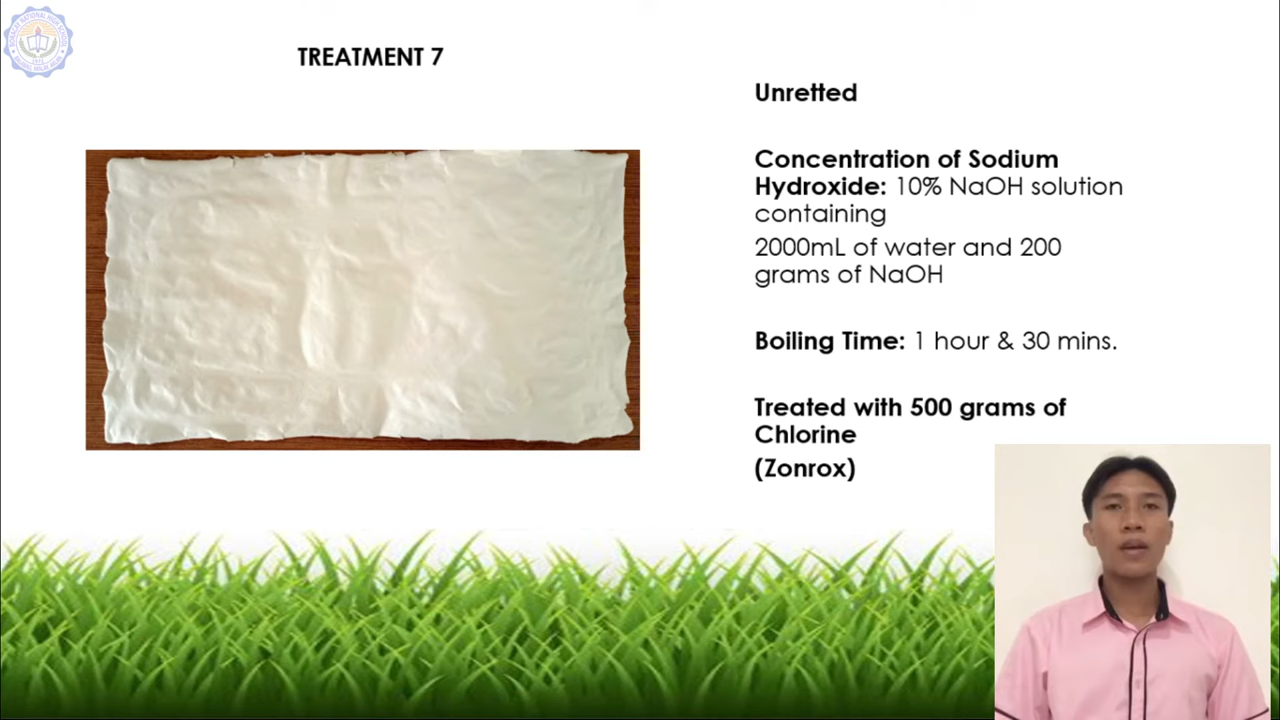 TREATMENT 7
Unretted
Concentration of Sodium
Hydroxide: 10% NaOH solution
containing
2000mL of water and 200
grams of NaOH
Boiling Time: 1 hour & 30 mins.
Treated with 500 grams of
Chlorine
(Zonrox)